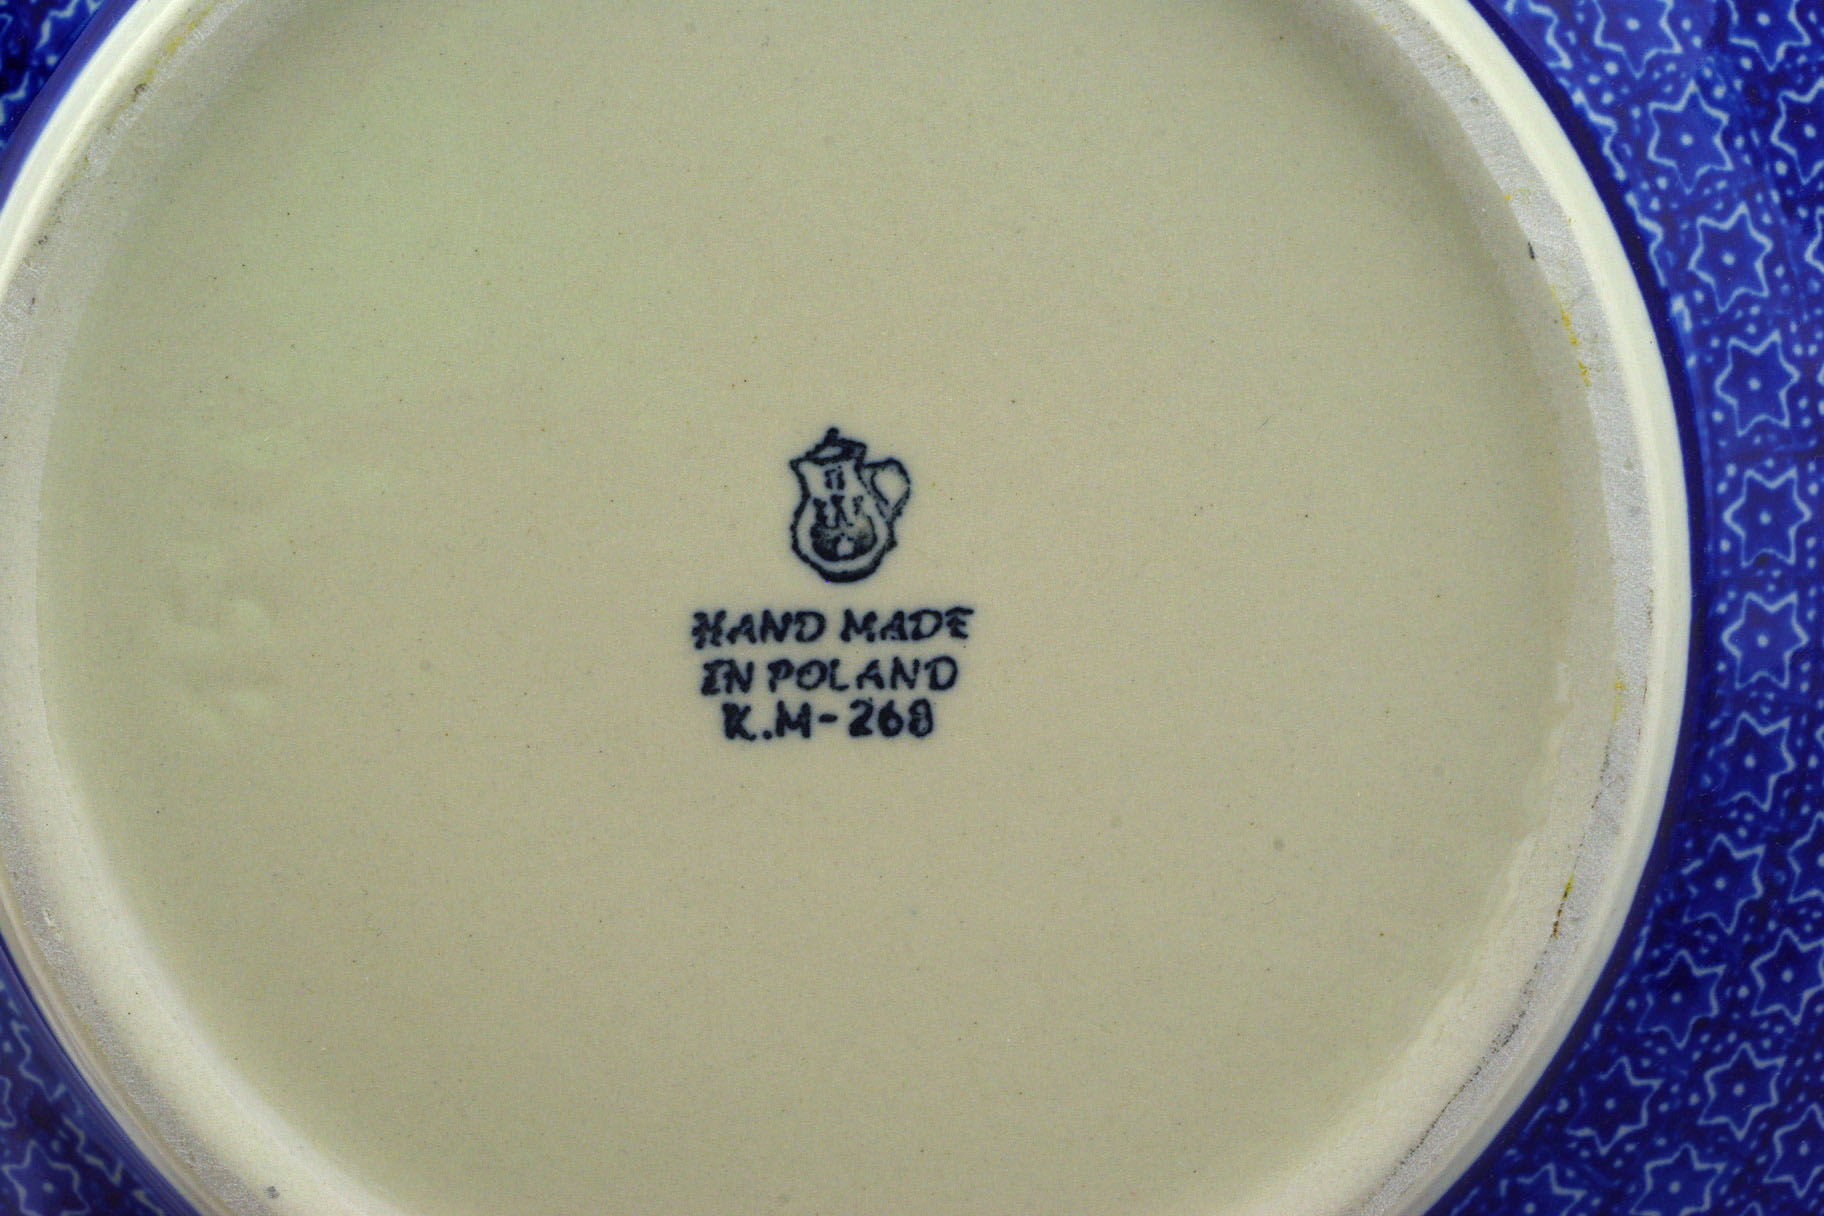 HAND MADE
IN POLAND
K.M-268